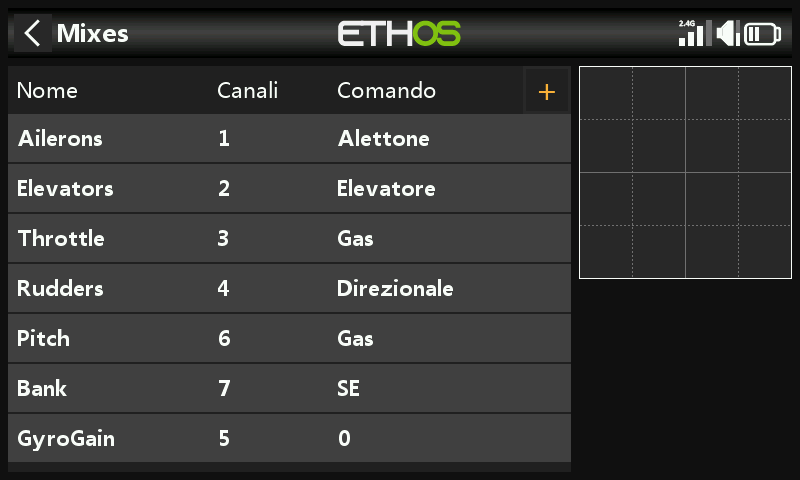 Mixes ETHOS 2.4G
Nome Canali Comando +
Ailerons 1 Alettone
Elevators 2 Elevatore
Throttle 3 Gas
Rudders 4 Direzionale
Pitch 6 Gas
Bank 7 SE
GyroGain 5 0